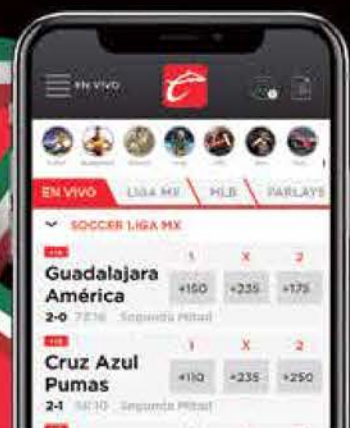 EN VIVO
EN VIVO LIGA MX MLB PARLAYS
SOCCER LIGA MX
1 X 2
Guadalajara
América
+150 +235 +175
2-0 Segunda Mitad
1 X 2
Cruz Azul
Pumas
+110 +235 +250
2-1 Segunda Mitad